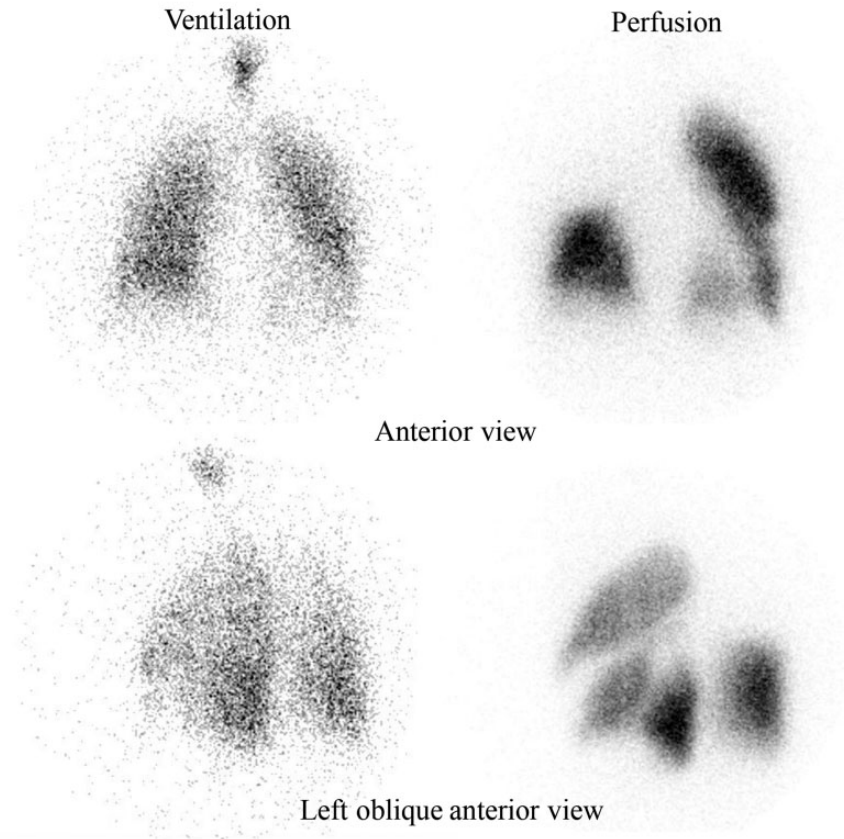 Ventilation
Perfusion
Anterior view
Left oblique anterior view